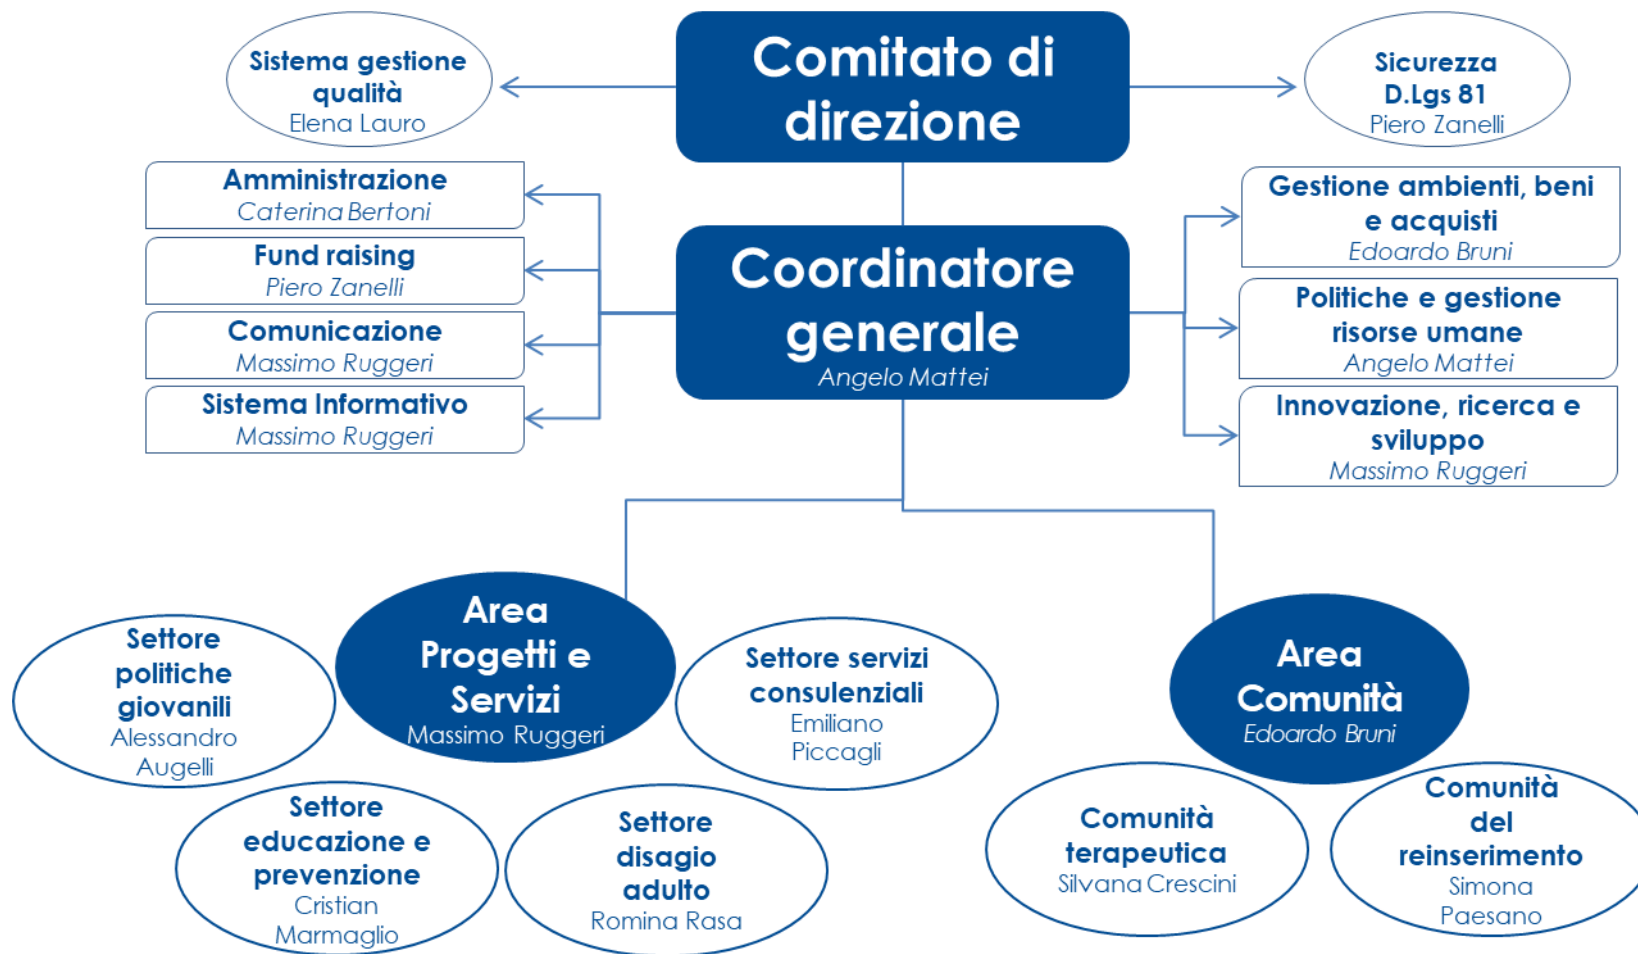 Sistema gestione
qualità
Elena Lauro
Comitato di
direzione
Sicurezza
D.Lgs 81
Piero Zanelli
Amministrazione
Caterina Bertoni
Fund raising
Piero Zanelli
Comunicazione
Massimo Ruggeri
Sistema Informativo
Massimo Ruggeri
Coordinatore
generale
Angelo Mattei
Gestione ambienti, beni
e acquisti
Edoardo Bruni
Politiche e gestione
risorse umane
Angelo Mattei
Innovazione, ricerca e
sviluppo
Massimo Ruggeri
Settore
politiche
giovanili
Alessandro
Augelli
Area
Progetti e
Servizi
Massimo Ruggeri
Settore servizi
consulenziali
Emiliano
Piccagli
Settore
educazione e
prevenzione
Cristian
Marmaglio
Settore
disagio
adulto
Romina Rasa
Area
Comunità
Edoardo Bruni
Comunità
terapeutica
Silvana Crescini
Comunità
del
reinserimento
Simona
Paesano